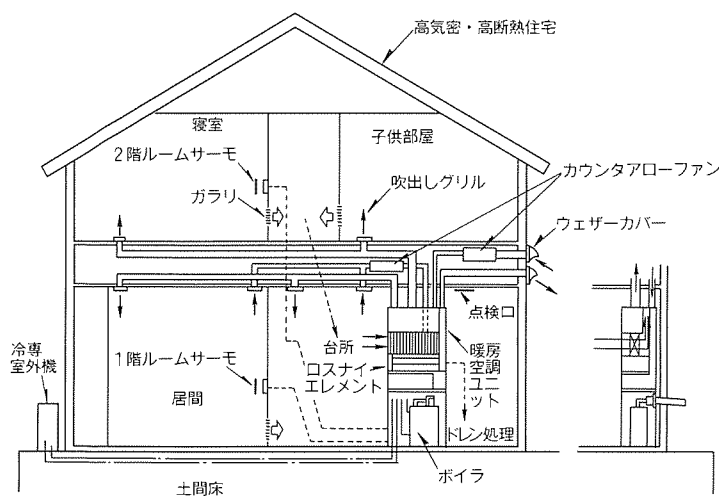 高気密・高断熱住宅
寝室
子供部屋
2階ルームサーモ
カウンタアローファン
ガラリ
吹出しグリル
ウェザーカバー
点検口
冷専
室外機
台所
1階ルームサーモ
ロスナイ
エレメント
暖房
空調
ユニ
ット
居間
ドレン処理
ボイラ
土間床